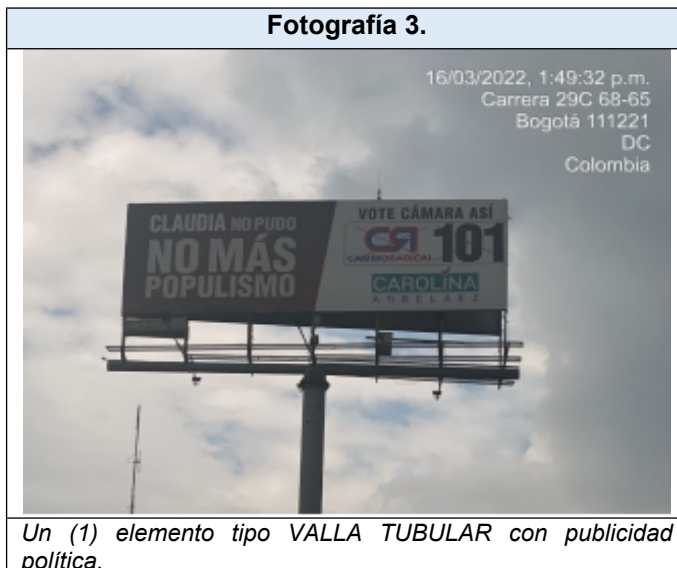 Fotografía 3.
16/03/2022, 1:49:32 p.m.
Carrera 29C 68-65
Bogotá 111221
DC
Colombia
CLAUDIA NO PUDO
NO MÁS
POPULISMO
VOTE CÁMARA ASÍ
CR 101
CAMBIO RADICAL
CAROLINA
ARBELÁEZ
Un (1) elemento tipo VALLA TUBULAR con publicidad
política.